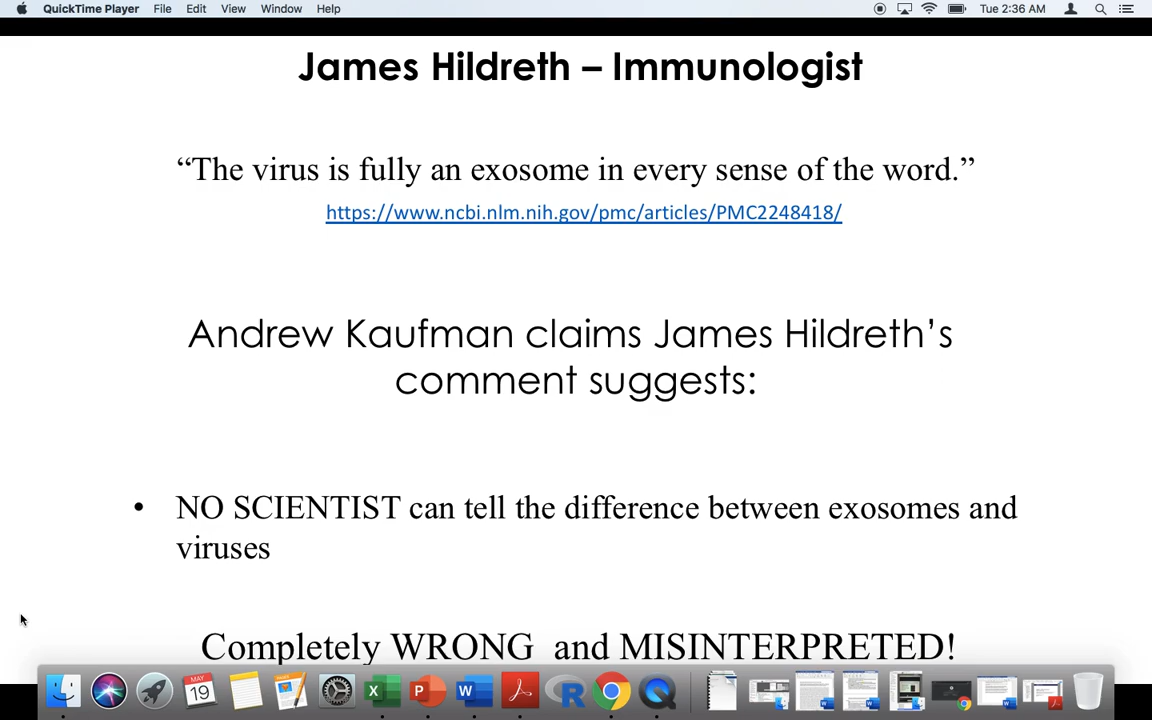 QuickTime Player File Edit View Window Help Tue 2:36 AM
James Hildreth – Immunologist
“The virus is fully an exosome in every sense of the word.”
https://www.ncbi.nlm.nih.gov/pmc/articles/PMC2248418/
Andrew Kaufman claims James Hildreth’s
comment suggests:
• NO SCIENTIST can tell the difference between exosomes and
viruses
Completely WRONG and MISINTERPRETED!
MAY
19